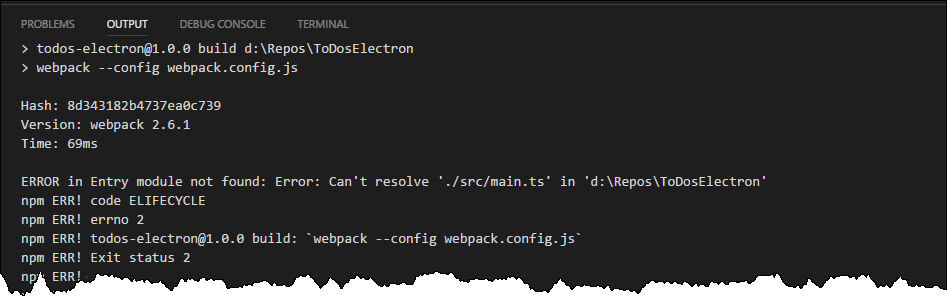 PROBLEMS OUTPUT DEBUG CONSOLE TERMINAL
> todos-electron@1.0.0 build d:\Repos\ToDosElectron
> webpack --config webpack.config.js
Hash: 8d343182b4737ea0c739
Version: webpack 2.6.1
Time: 69ms
ERROR in Entry module not found: Error: Can't resolve './src/main.ts' in 'd:\Repos\ToDosElectron'
npm ERR! code ELIFECYCLE
npm ERR! errno 2
npm ERR! todos-electron@1.0.0 build: `webpack --config webpack.config.js`
npm ERR! Exit status 2
npm ERR!